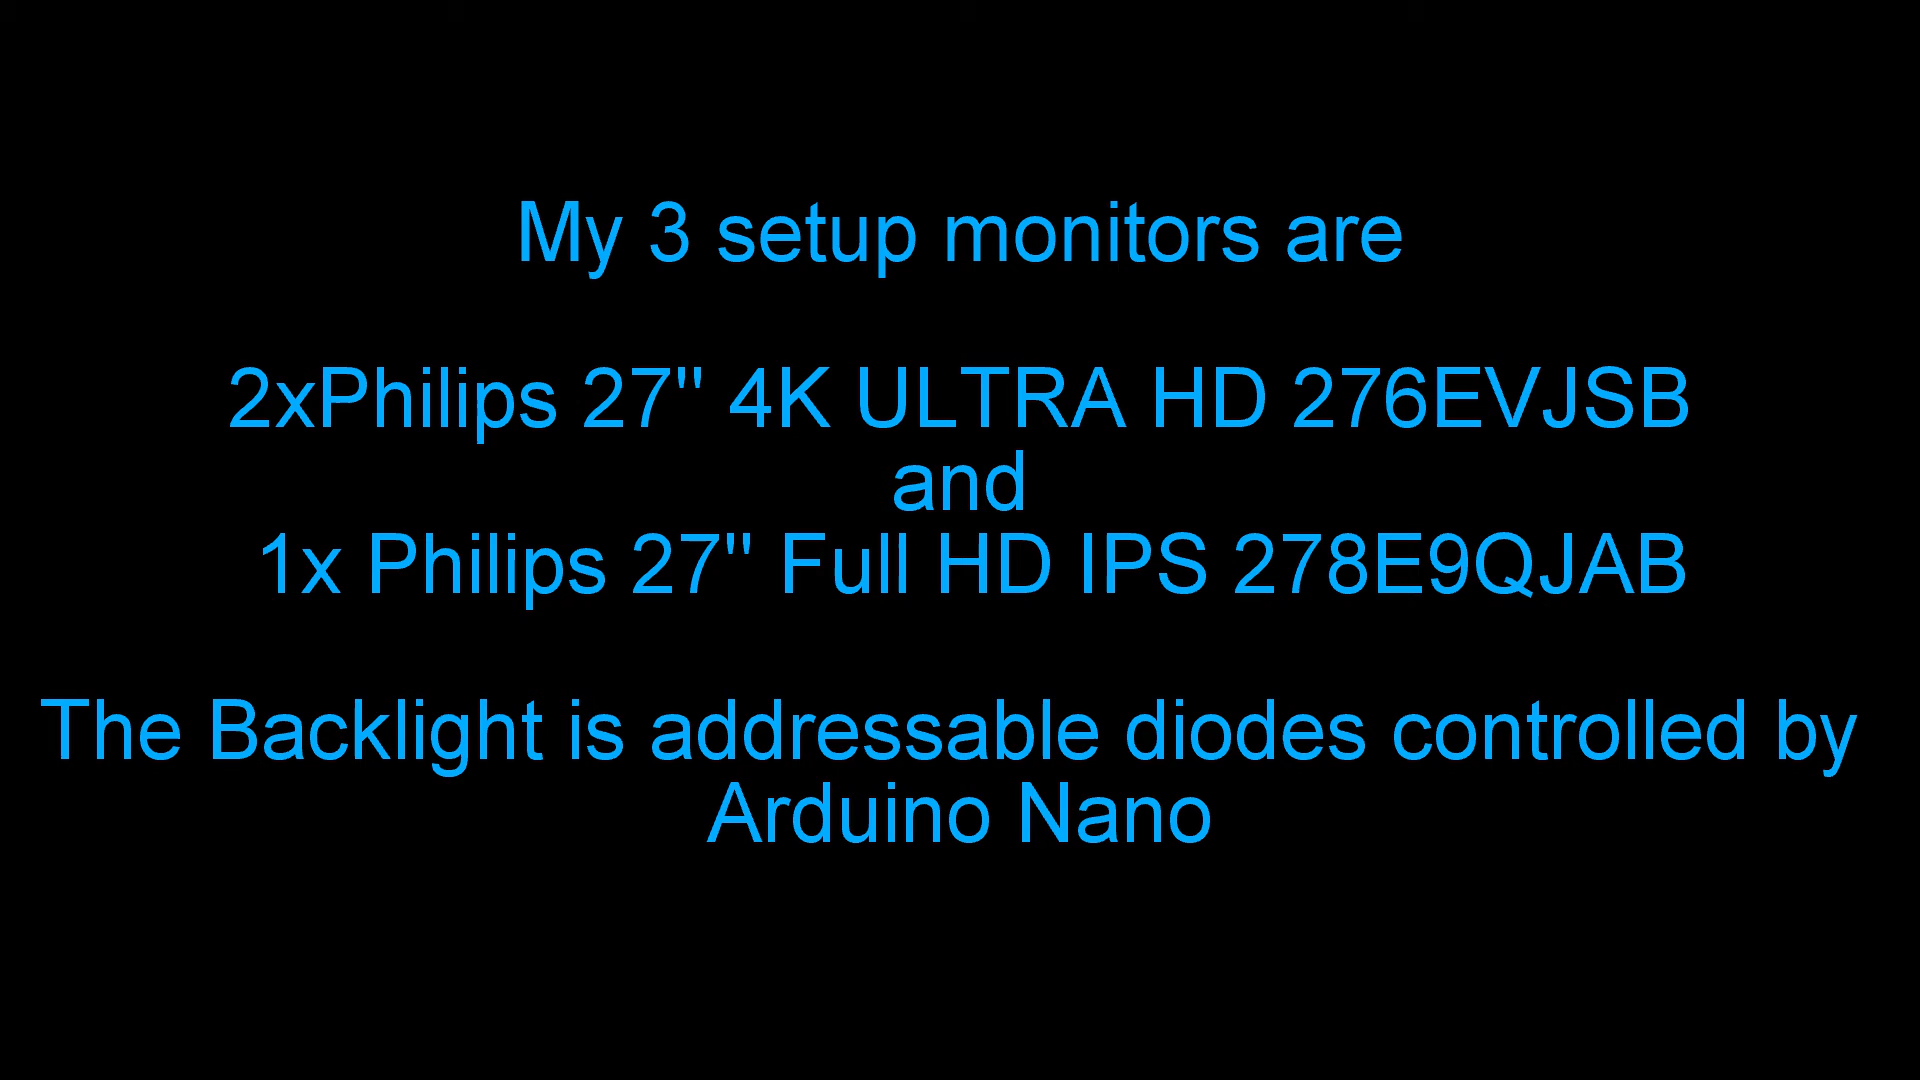 My 3 setup monitors are
2xPhilips 27" 4K ULTRA HD 276EVJSB
and
1x Philips 27" Full HD IPS 278E9QJAB
The Backlight is addressable diodes controlled by
Arduino Nano